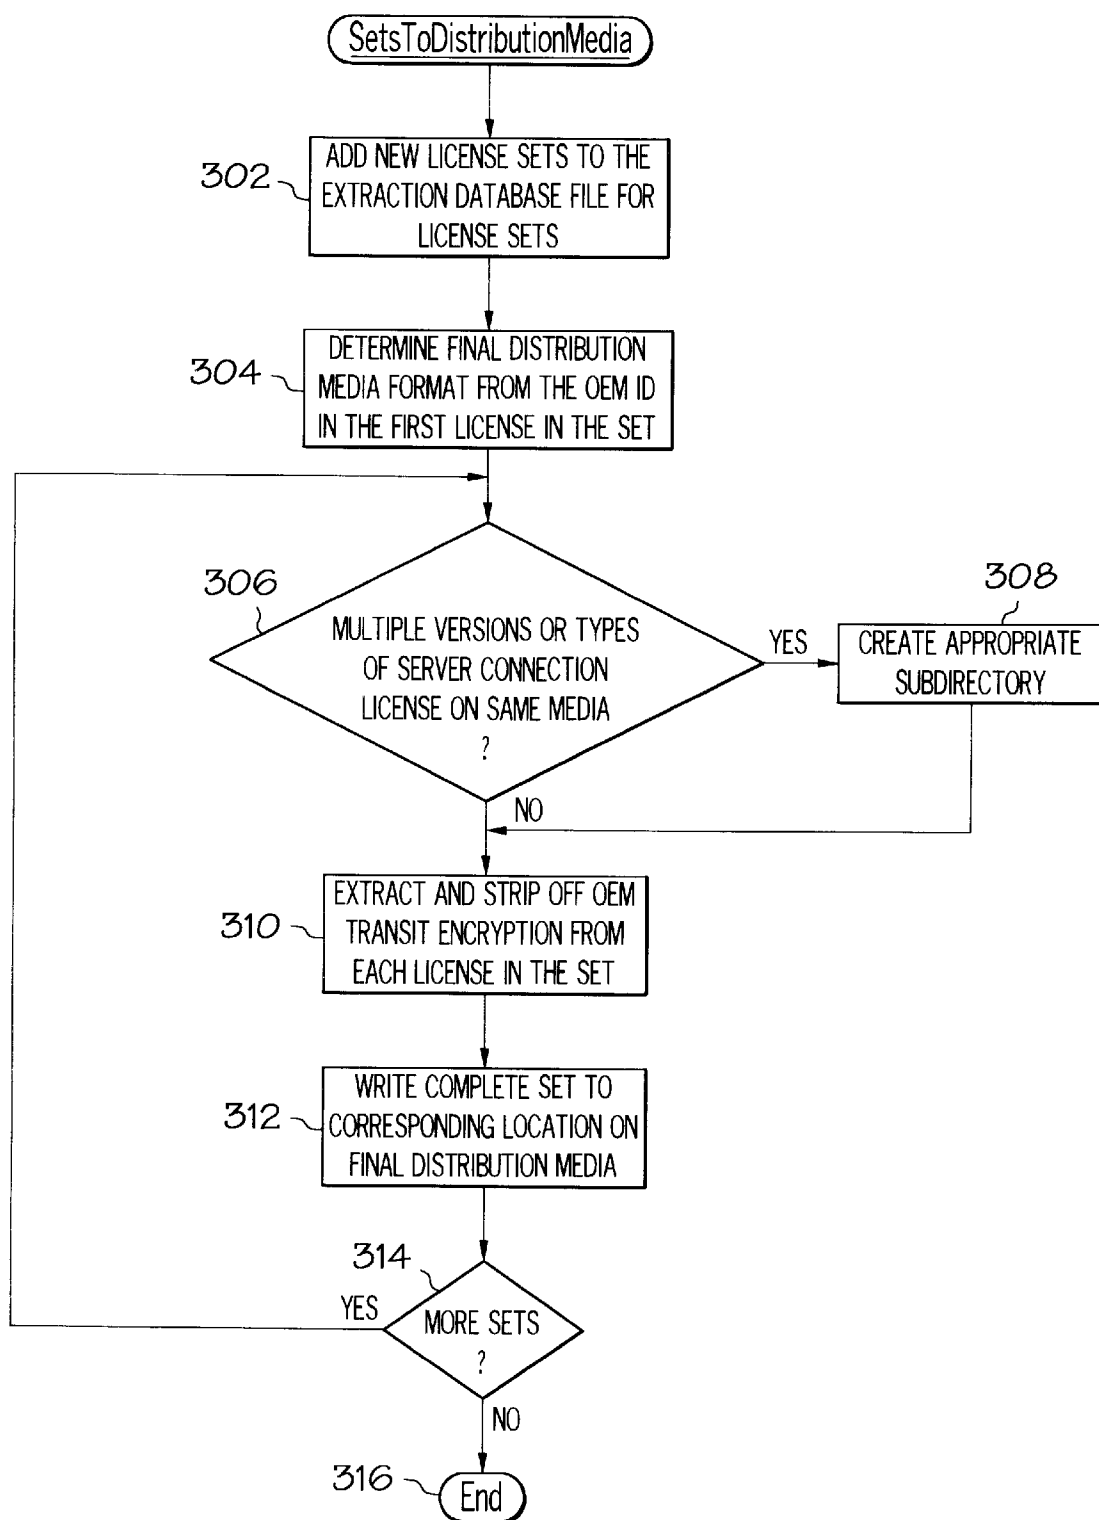 SetsToDistributionMedia
302
ADD NEW LICENSE SETS TO THE
EXTRACTION DATABASE FILE FOR
LICENSE SETS
304
DETERMINE FINAL DISTRIBUTION
MEDIA FORMAT FROM THE OEM ID
IN THE FIRST LICENSE IN THE SET
306
MULTIPLE VERSIONS OR TYPES
OF SERVER CONNECTION
LICENSE ON SAME MEDIA
?
YES
308
CREATE APPROPRIATE
SUBDIRECTORY
NO
310
EXTRACT AND STRIP OFF OEM
TRANSIT ENCRYPTION FROM
EACH LICENSE IN THE SET
312
WRITE COMPLETE SET TO
CORRESPONDING LOCATION ON
FINAL DISTRIBUTION MEDIA
314
YES
MORE SETS
?
NO
316
End